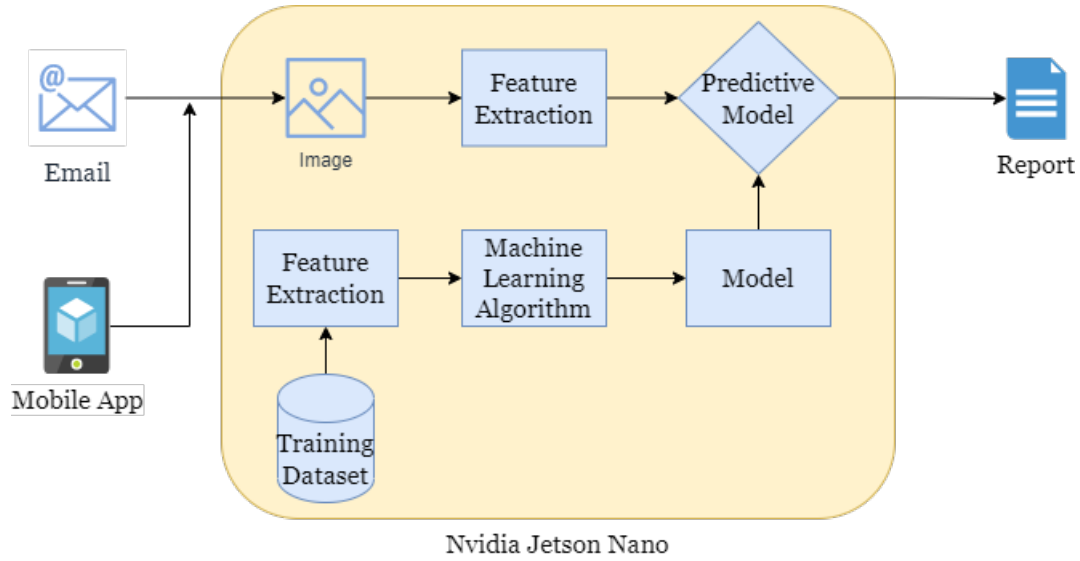 @
Email
Image
Feature
Extraction
Predictive
Model
Report
Mobile App
Feature
Extraction
Machine
Learning
Algorithm
Model
Training
Dataset
Nvidia Jetson Nano